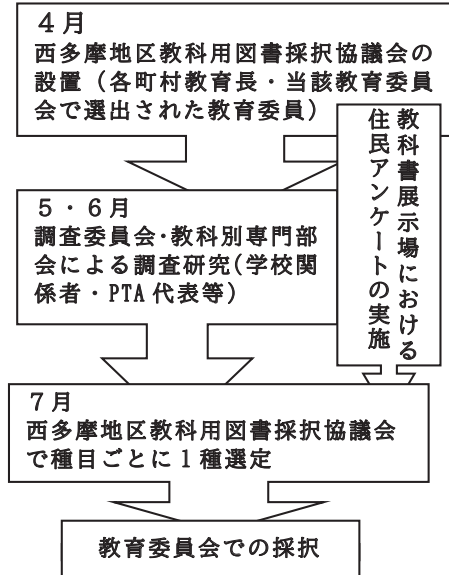 ４月
西多摩地区教科用図書採択協議会の
設置（各町村教育長・当該教育委員
会で選出された教育委員）
教科書展示場における
住民アンケートの実施
５・６月
調査委員会・教科別専門部
会による調査研究(学校関
係者・PTA代表等)
７月
西多摩地区教科用図書採択協議会
で種目ごとに１種選定
教育委員会での採択